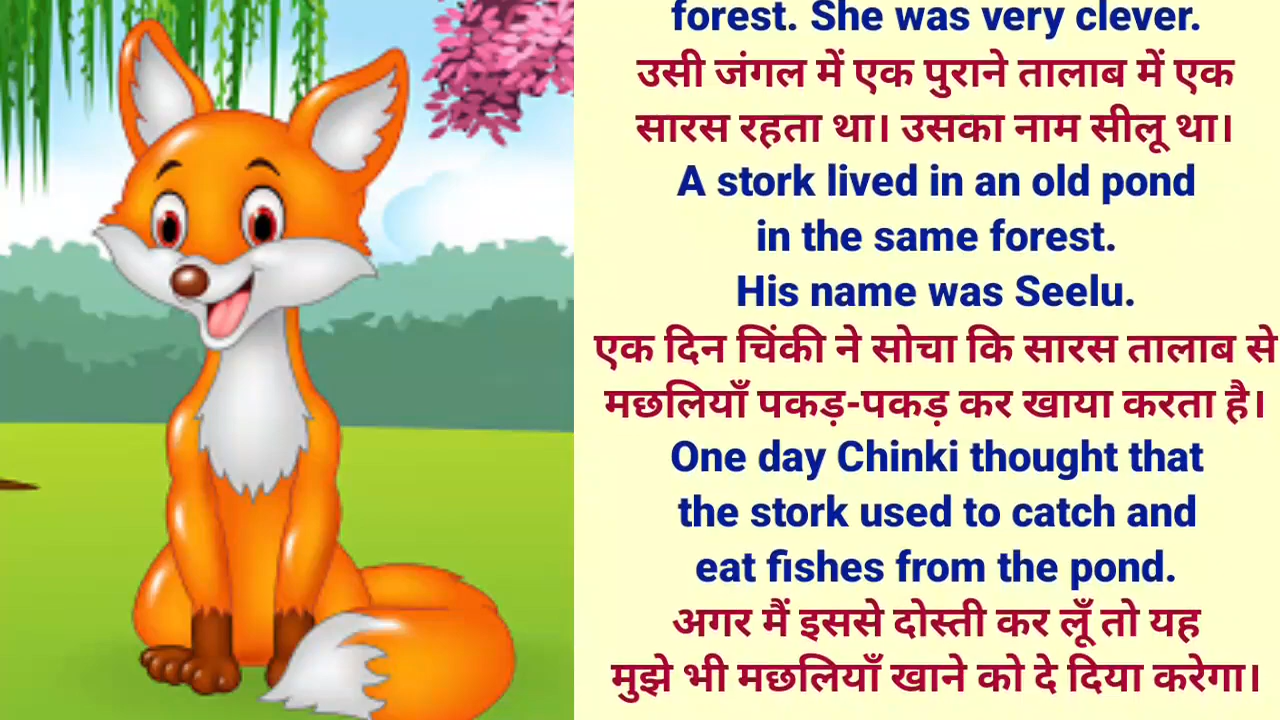 forest. She was very clever.
उसी जंगल में एक पुराने तालाब में एक
सारस रहता था। उसका नाम सीलू था।
A stork lived in an old pond
in the same forest.
His name was Seelu.
एक दिन चिंकी ने सोचा कि सारस तालाब से
मछलियाँ पकड़-पकड़ कर खाया करता है।
One day Chinki thought that
the stork used to catch and
eat fishes from the pond.
अगर मैं इससे दोस्ती कर लूँ तो यह
मुझे भी मछलियाँ खाने को दे दिया करेगा।